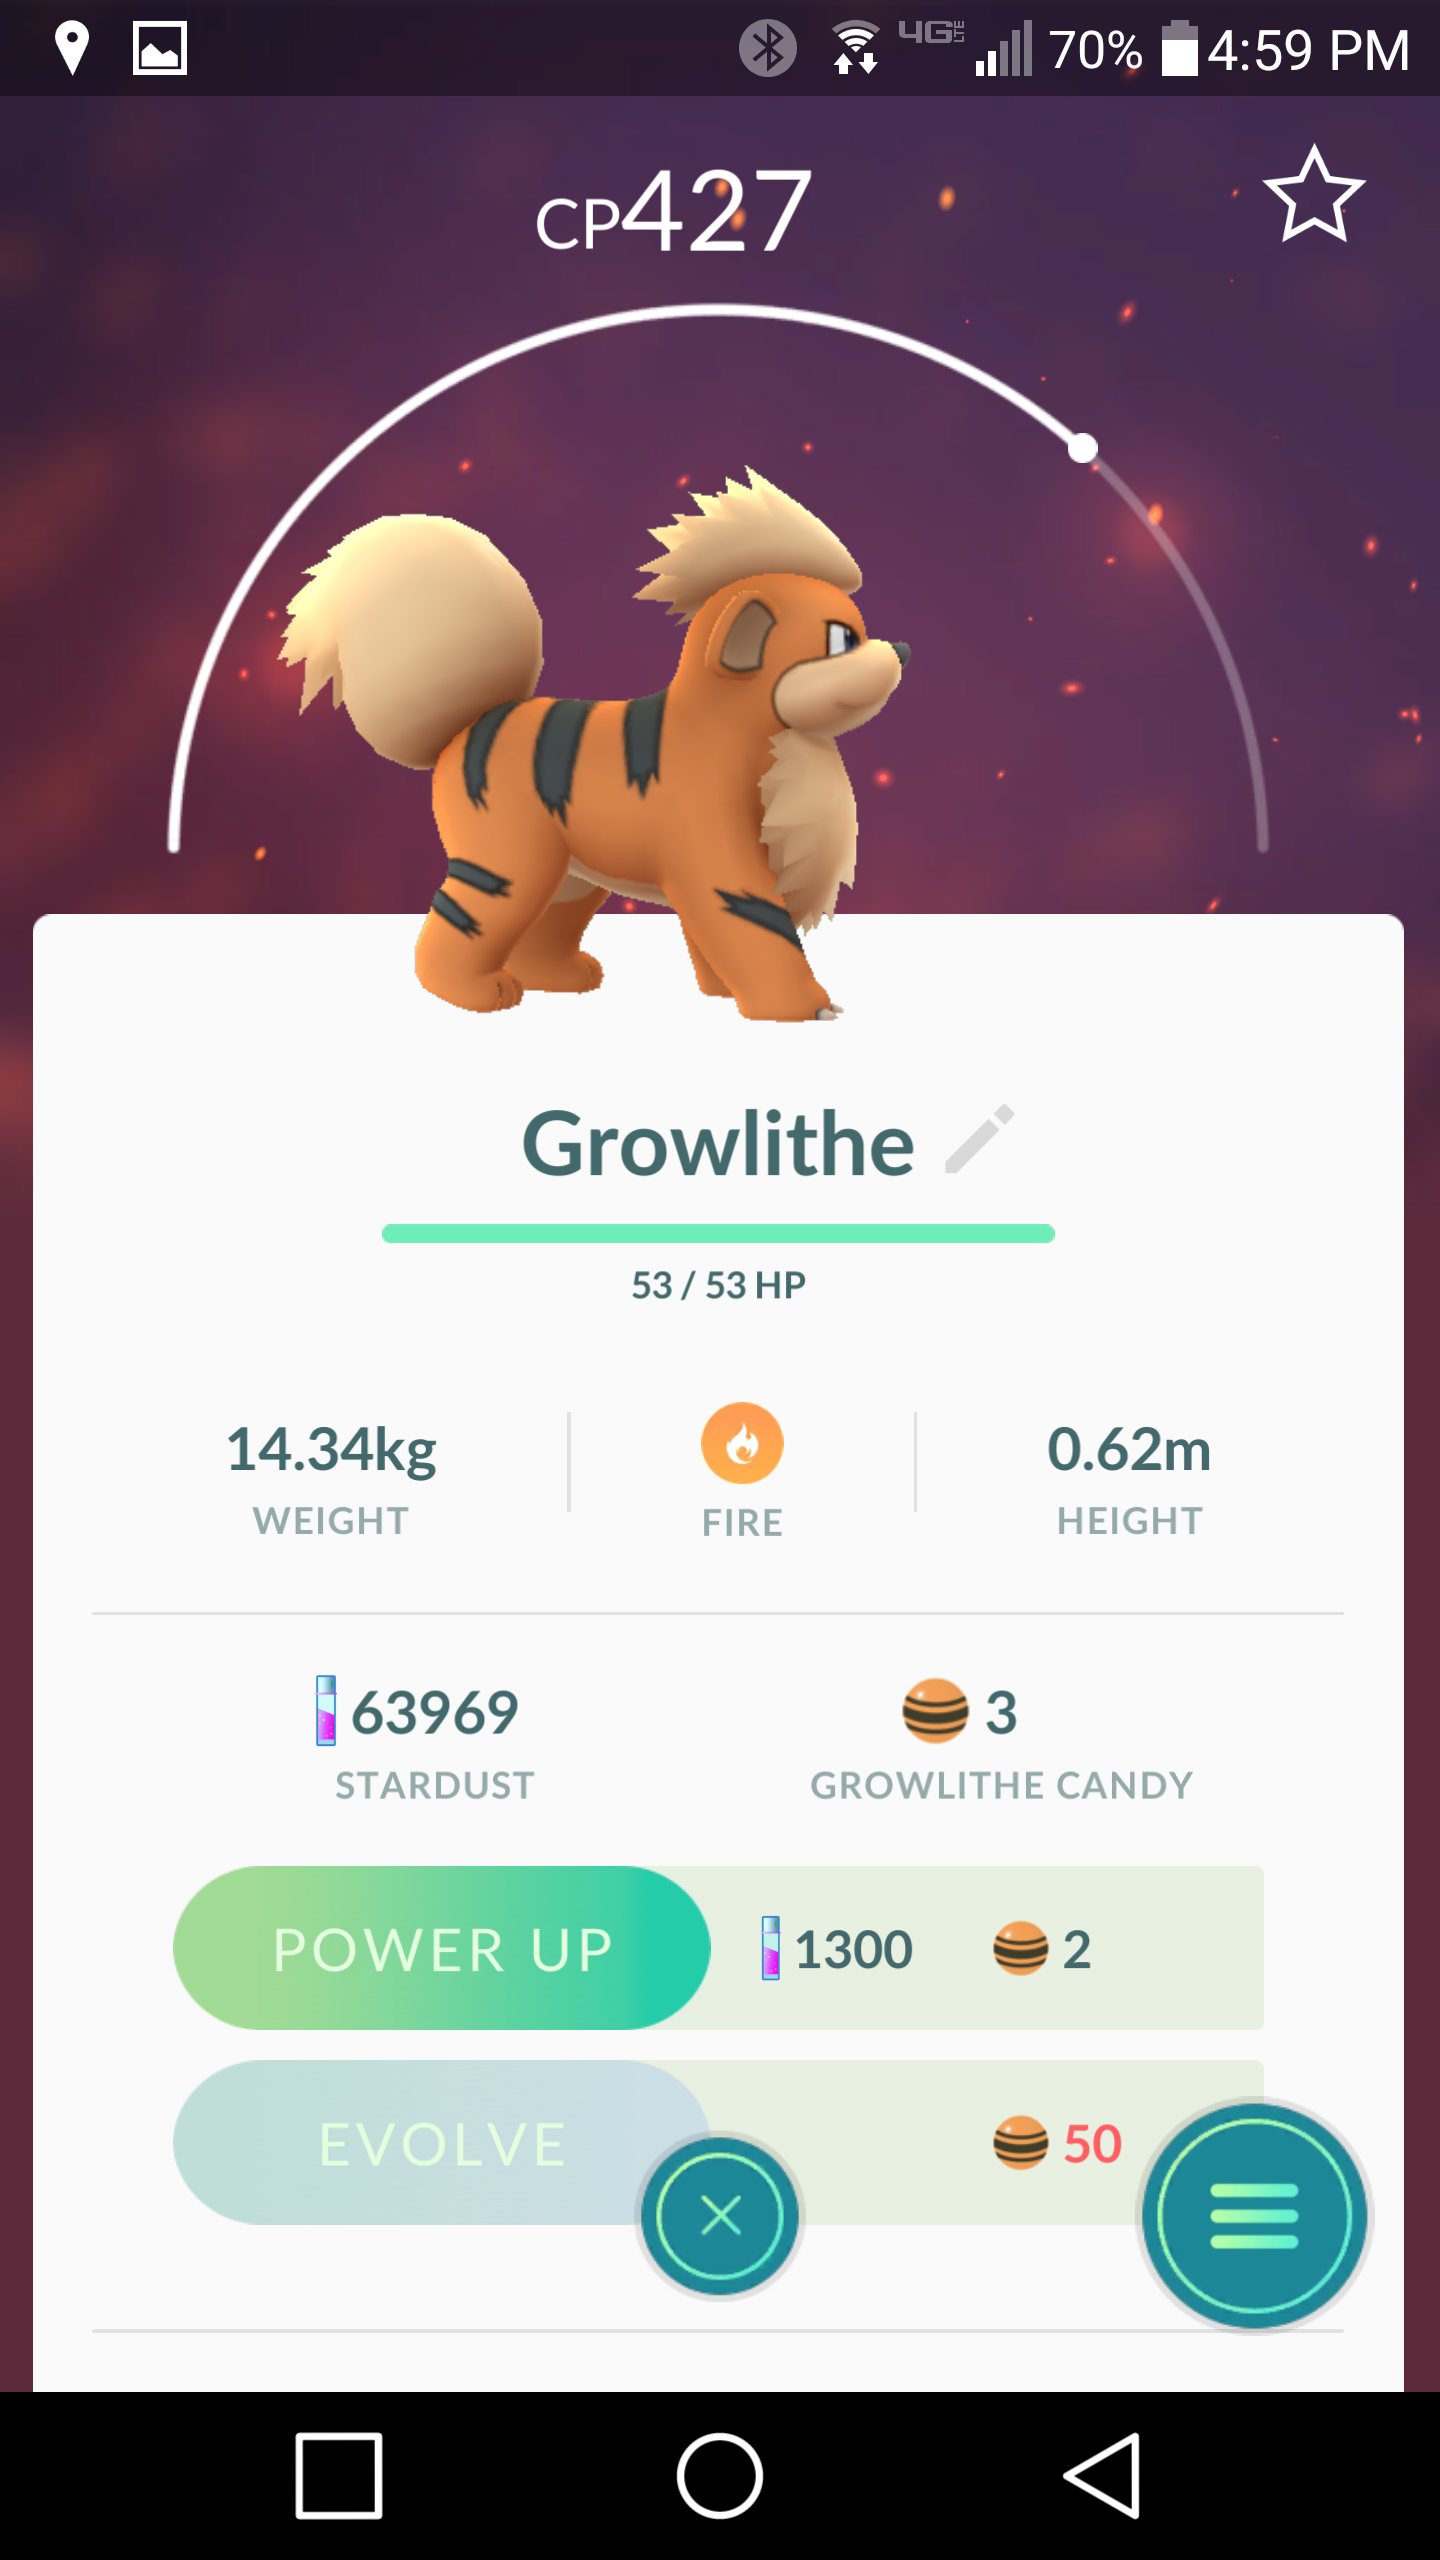 4G LTE 70% 4:59 PM
CP427
Growlithe
53 / 53 HP
14.34kg
WEIGHT
FIRE
0.62m
HEIGHT
63969
STARDUST
3
GROWLITHE CANDY
POWER UP 1300 2
EVOLVE 50